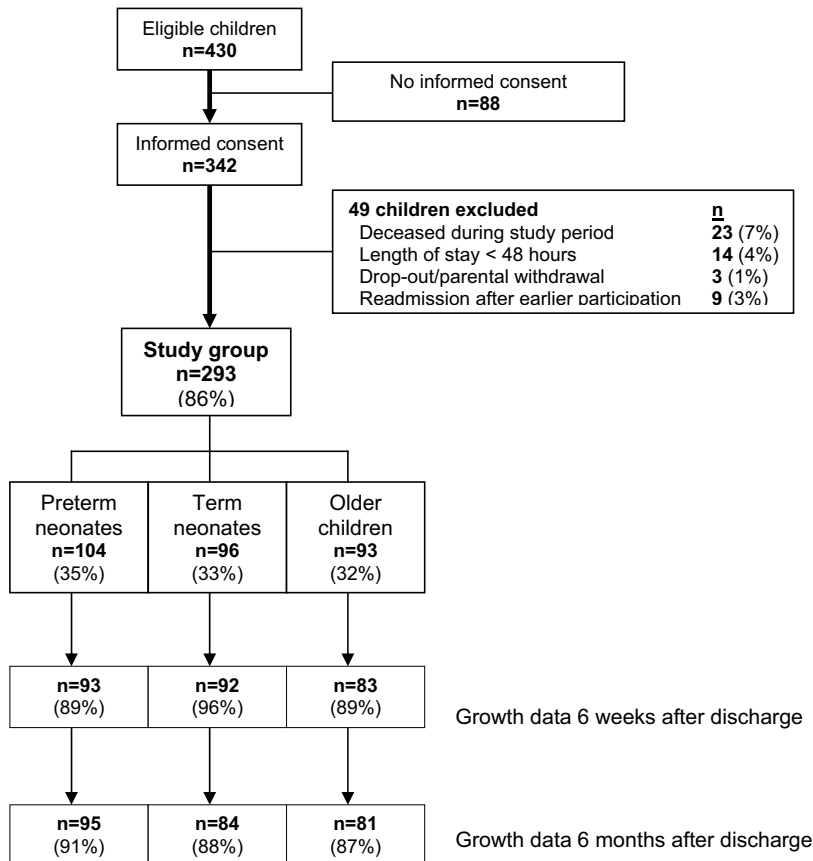 Eligible children
n=430
No informed consent
n=88
Informed consent
n=342
49 children excluded n
Deceased during study period 23 (7%)
Length of stay < 48 hours 14 (4%)
Drop-out/parental withdrawal 3 (1%)
Readmission after earlier participation 9 (3%)
Study group
n=293
(86%)
Preterm
neonates
n=104
(35%)
Term
neonates
n=96
(33%)
Older
children
n=93
(32%)
n=93
(89%)
n=92
(96%)
n=83
(89%)
Growth data 6 weeks after discharge
n=95
(91%)
n=84
(88%)
n=81
(87%)
Growth data 6 months after discharge